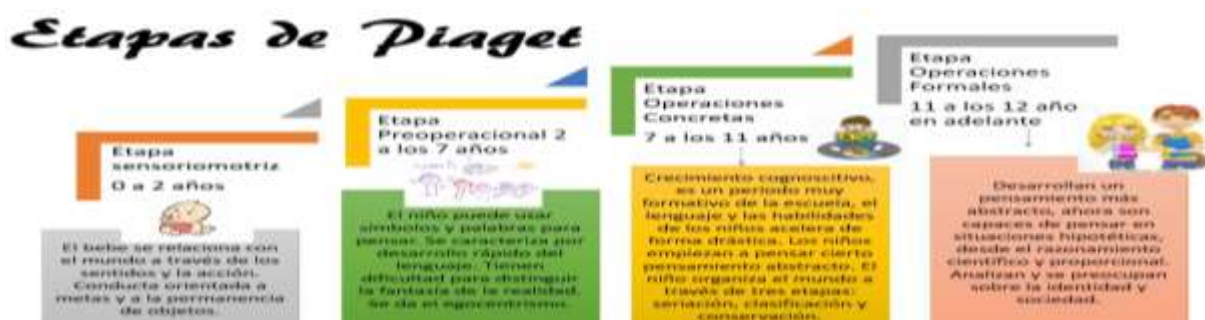 Etapas de Piaget
Etapa
sensoriomotriz
0 a 2 años
El bebe se relaciona con
el mundo a través de los
sentidos y la acción.
Conducta orientada a
metas y a la permanencia
de objetos.
Etapa
Preoperacional 2
a los 7 años
El niño puede usar
símbolos y palabras para
pensar. Se caracteriza por
desarrollo rápido del
lenguaje. Tienen
dificultad para distinguir
la fantasía de la realidad.
Se da el egocentrismo.
Etapa
Operaciones
Concretas
7 a los 11 años
Crecimiento cognoscitivo,
es un periodo muy
formativo de la escuela, el
lenguaje y las habilidades
de los niños acelera de
forma drástica. Los niños
empiezan a pensar cierto
pensamiento abstracto. El
niño organiza el mundo a
través de tres etapas:
seriación, clasificación y
conservación.
Etapa
Operaciones
Formales
11 a los 12 año
en adelante
Desarrollan un
pensamiento más
abstracto, ahora son
capaces de pensar en
situaciones hipotéticas,
desde el razonamiento
científico y proporcional.
Analizan y se preocupan
sobre la identidad y
sociedad.